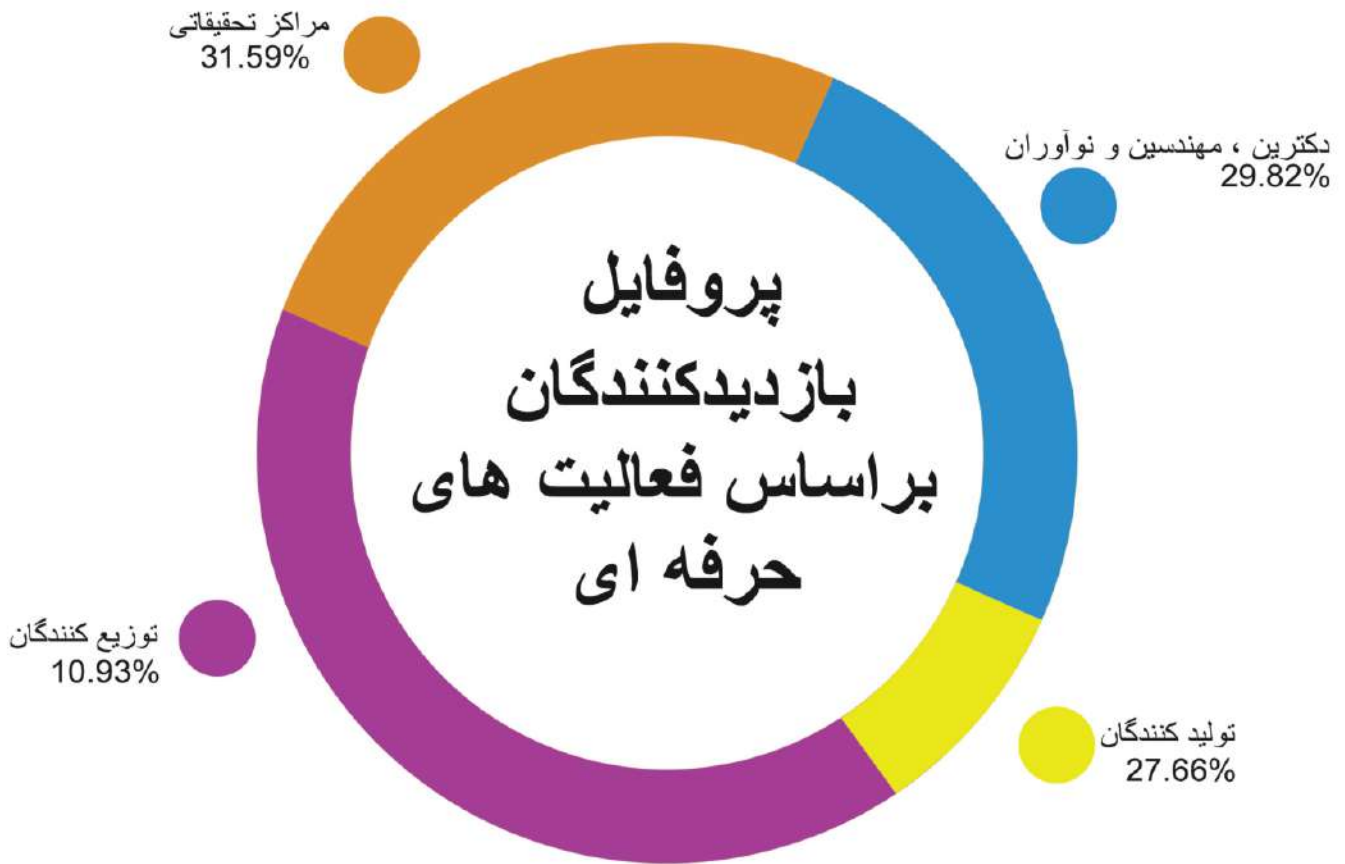 مراکز تحقیقاتی
31.59%
دکترین ، مهندسین و نوآوران
29.82%
پروفایل
بازدیدکنندگان
براساس فعالیت های
حرفه ای
توزیع کنندگان
10.93%
تولید کنندگان
27.66%